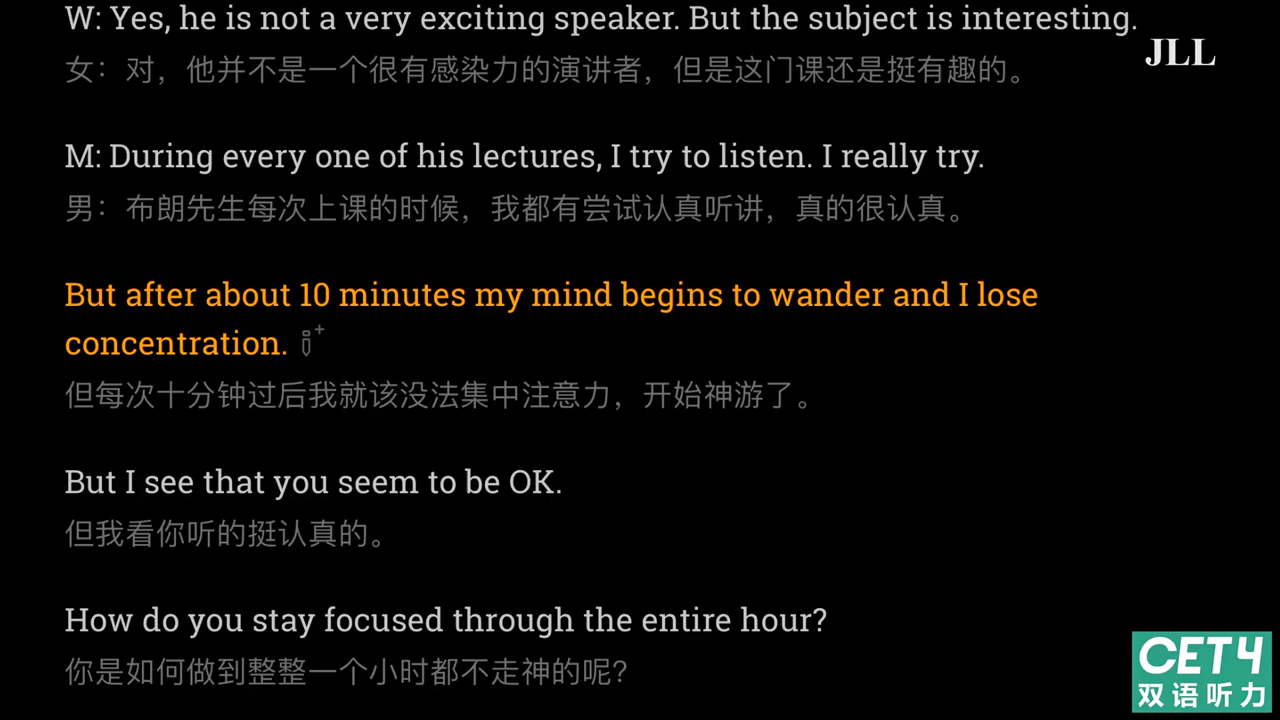 W: Yes, he is not a very exciting speaker. But the subject is interesting.
JLL
女：对，他并不是一个很有感染力的演讲者，但是这门课还是挺有趣的。
M: During every one of his lectures, I try to listen. I really try.
男：布朗先生每次上课的时候，我都有尝试认真听讲，真的很认真。
But after about 10 minutes my mind begins to wander and I lose
concentration.
但每次十分钟过后我就该没法集中注意力，开始神游了。
But I see that you seem to be OK.
但我看你听的挺认真的。
How do you stay focused through the entire hour?
你是如何做到整整一个小时都不走神的呢？
CET4
双语听力